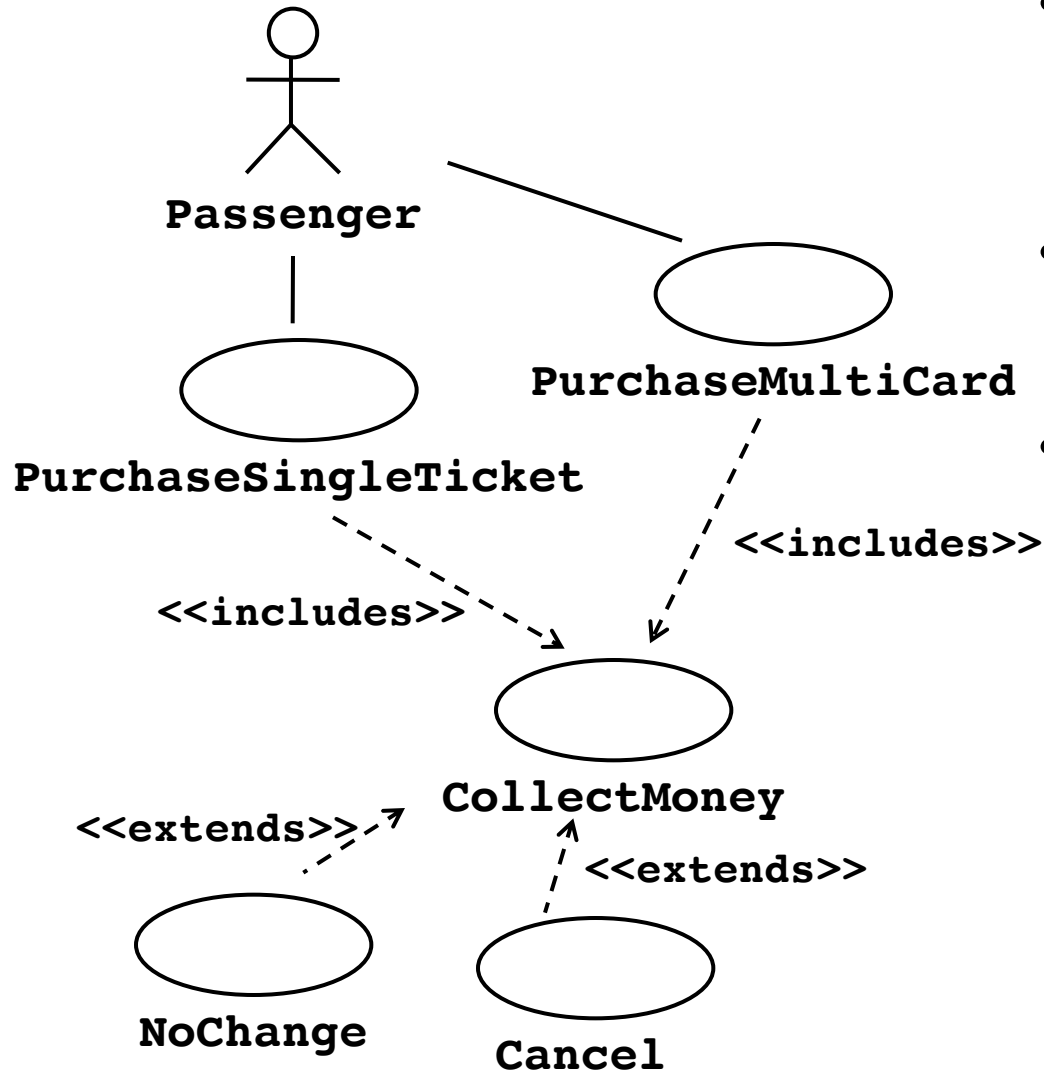 Passenger
PurchaseMultiCard
PurchaseSingleTicket
<<includes>>
<<includes>>
CollectMoney
<<extends>>
<<extends>>
NoChange
Cancel